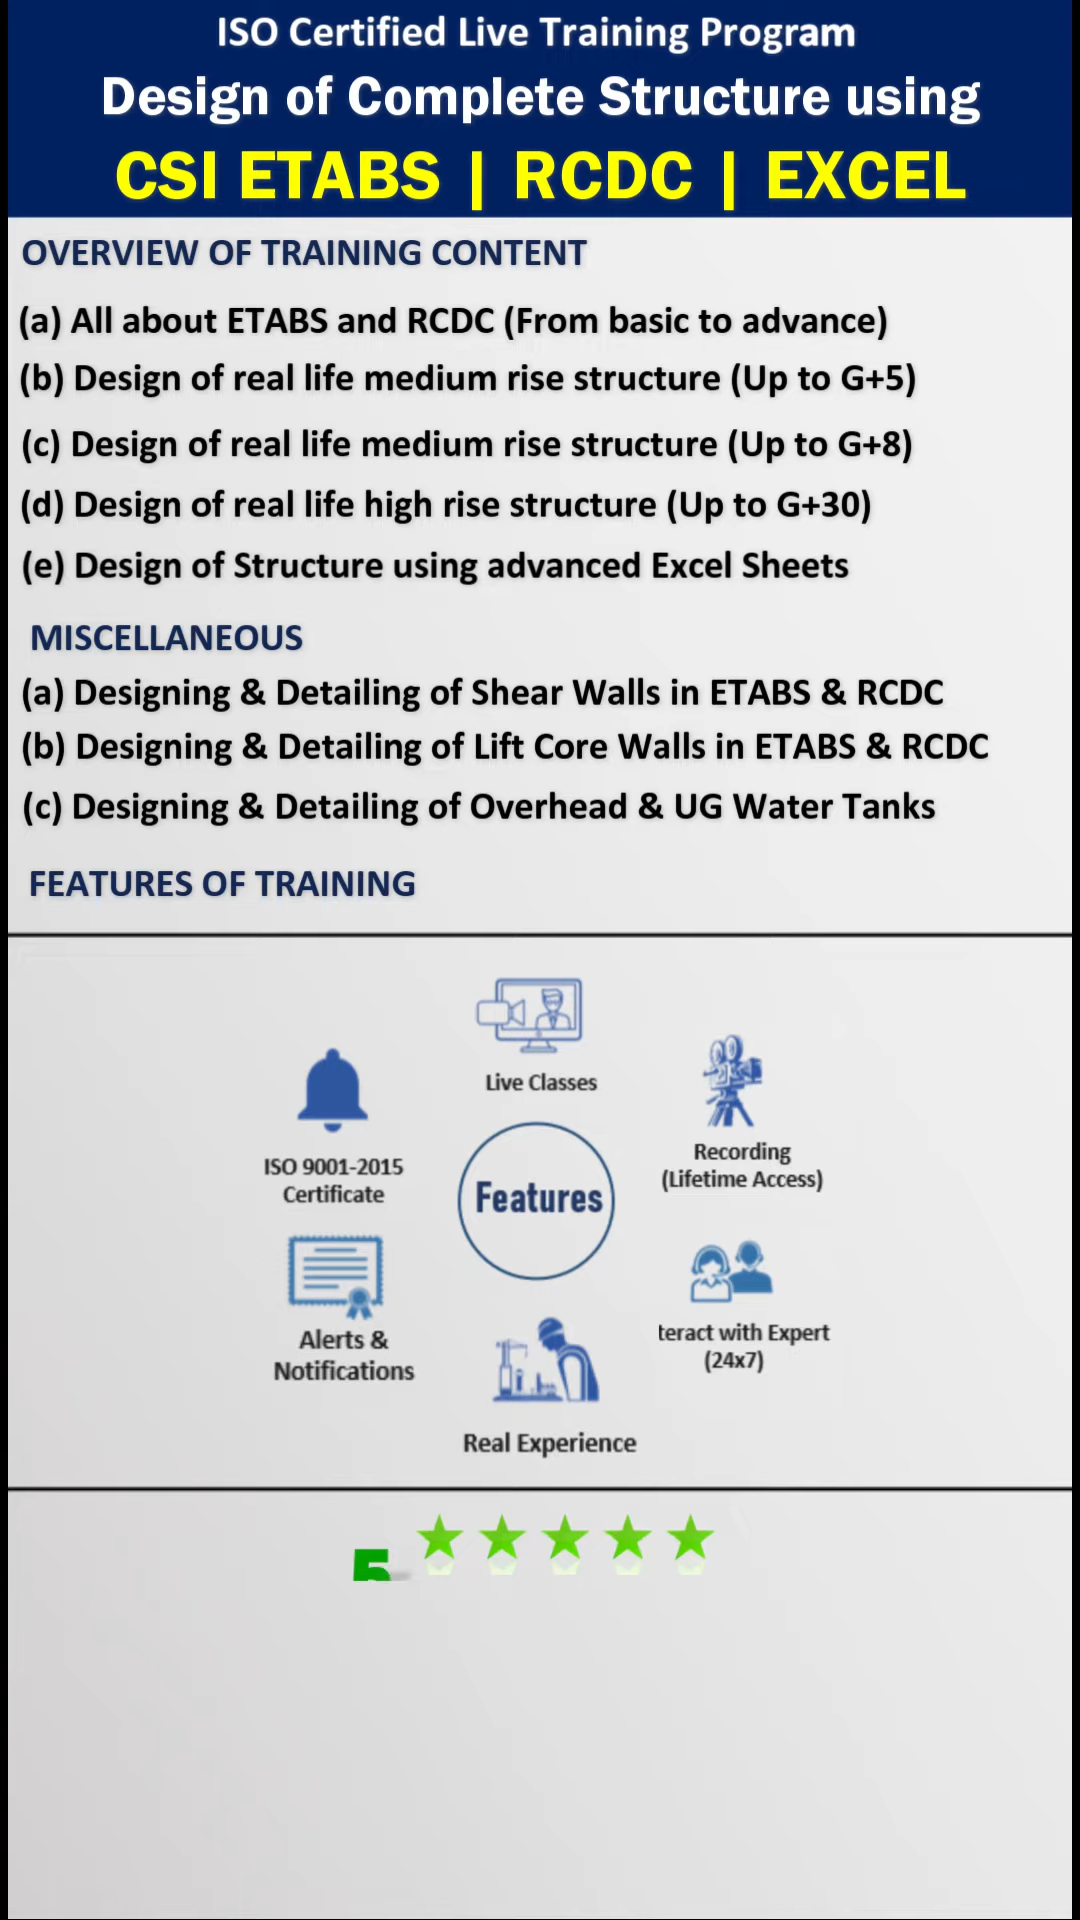 ISO Certified Live Training Program
Design of Complete Structure using
CSI ETABS | RCDC | EXCEL
OVERVIEW OF TRAINING CONTENT
(a) All about ETABS and RCDC (From basic to advance)
(b) Design of real life medium rise structure (Up to G+5)
(c) Design of real life medium rise structure (Up to G+8)
(d) Design of real life high rise structure (Up to G+30)
(e) Design of Structure using advanced Excel Sheets
MISCELLANEOUS
(a) Designing & Detailing of Shear Walls in ETABS & RCDC
(b) Designing & Detailing of Lift Core Walls in ETABS & RCDC
(c) Designing & Detailing of Overhead & UG Water Tanks
FEATURES OF TRAINING
Live Classes
Recording
(Lifetime Access)
ISO 9001-2015
Certificate
Features
teract with Expert
(24x7)
Alerts &
Notifications
Real Experience
5